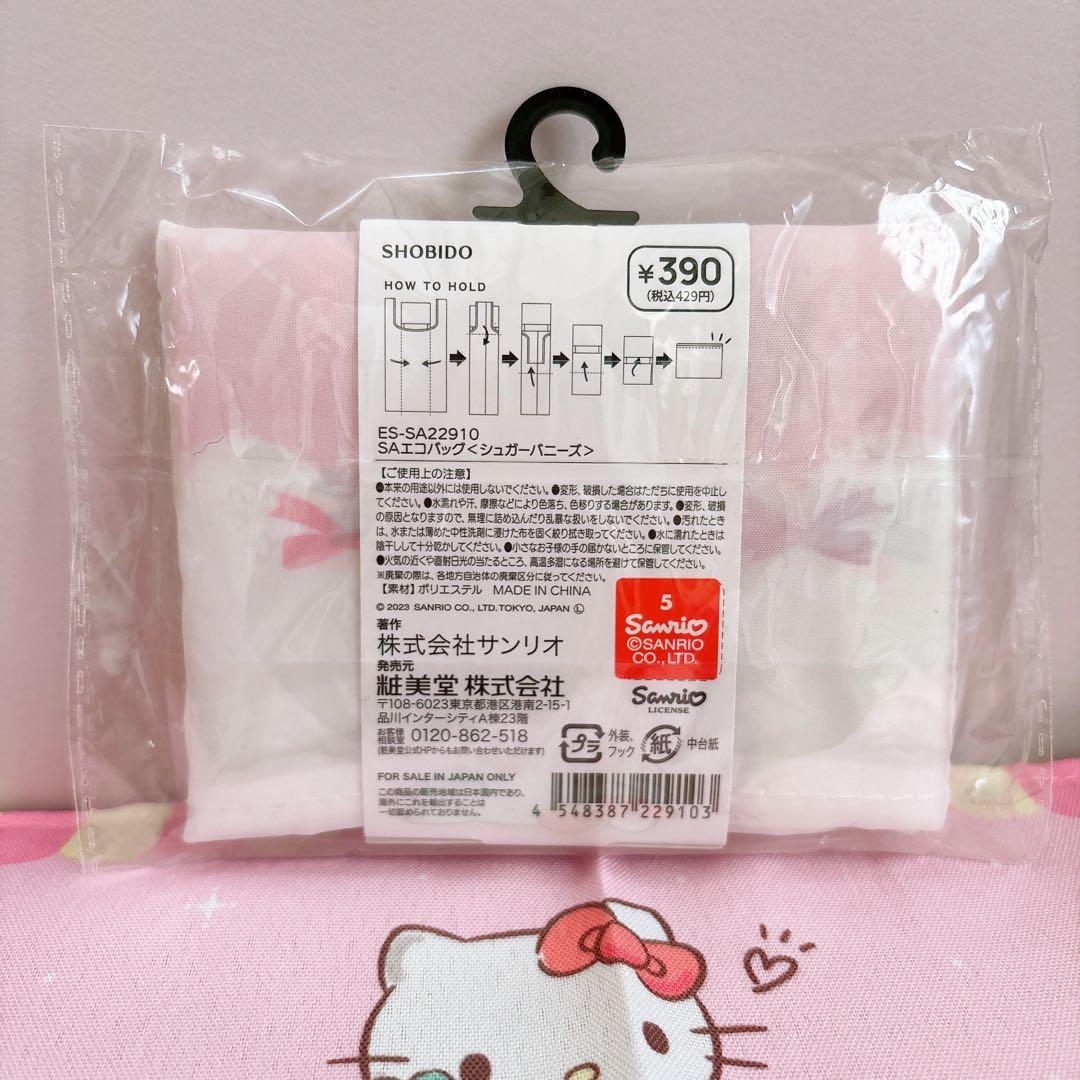 SHOBIDO
¥390
(税込429円)
HOW TO HOLD
ES-SA22910
SAエコバッグ<シュガーバニーズ>
【ご使用上の注意】
●本来の用途以外には使用しないでください。●変形、破損した場合はただちに使用を中止し
てください。●水濡れや汗、摩擦などにより色落ち、色移りする場合があります。●変形、破損
の原因となりますので、無理に詰め込んだり乱暴な扱いをしないでください。●汚れたとき
は、水または薄めた中性洗剤に浸けた布を固く絞り拭き取ってください。●水に濡れたときは
陰干しして十分乾かしてください。●小さなお子様の手の届かないところに保管してください。
●火気の近くや直射日光の当たるところ、高温多湿になる場所を避けて保管してください。
※廃棄の際は、各地方自治体の廃棄区分に従ってください。
【素材】ポリエステル MADE IN CHINA
© 2023 SANRIO CO., LTD. TOKYO, JAPAN Ⓛ
著作
株式会社サンリオ
発売元
粧美堂 株式会社
〒108-6023東京都港区港南2-15-1
品川インターシティA棟23階
お客様
相談室 0120-862-518
(粧美堂公式HPからもお問い合わせいただけます)
5
Sanrio
©SANRIO
CO., LTD.
Sanrio
LICENSE
プラ
外装、
フック
紙
中台紙
FOR SALE IN JAPAN ONLY
この商品の販売地域は日本国内であり、
海外にこれを輸出することは
一切認められておりません。
4 548387 229103